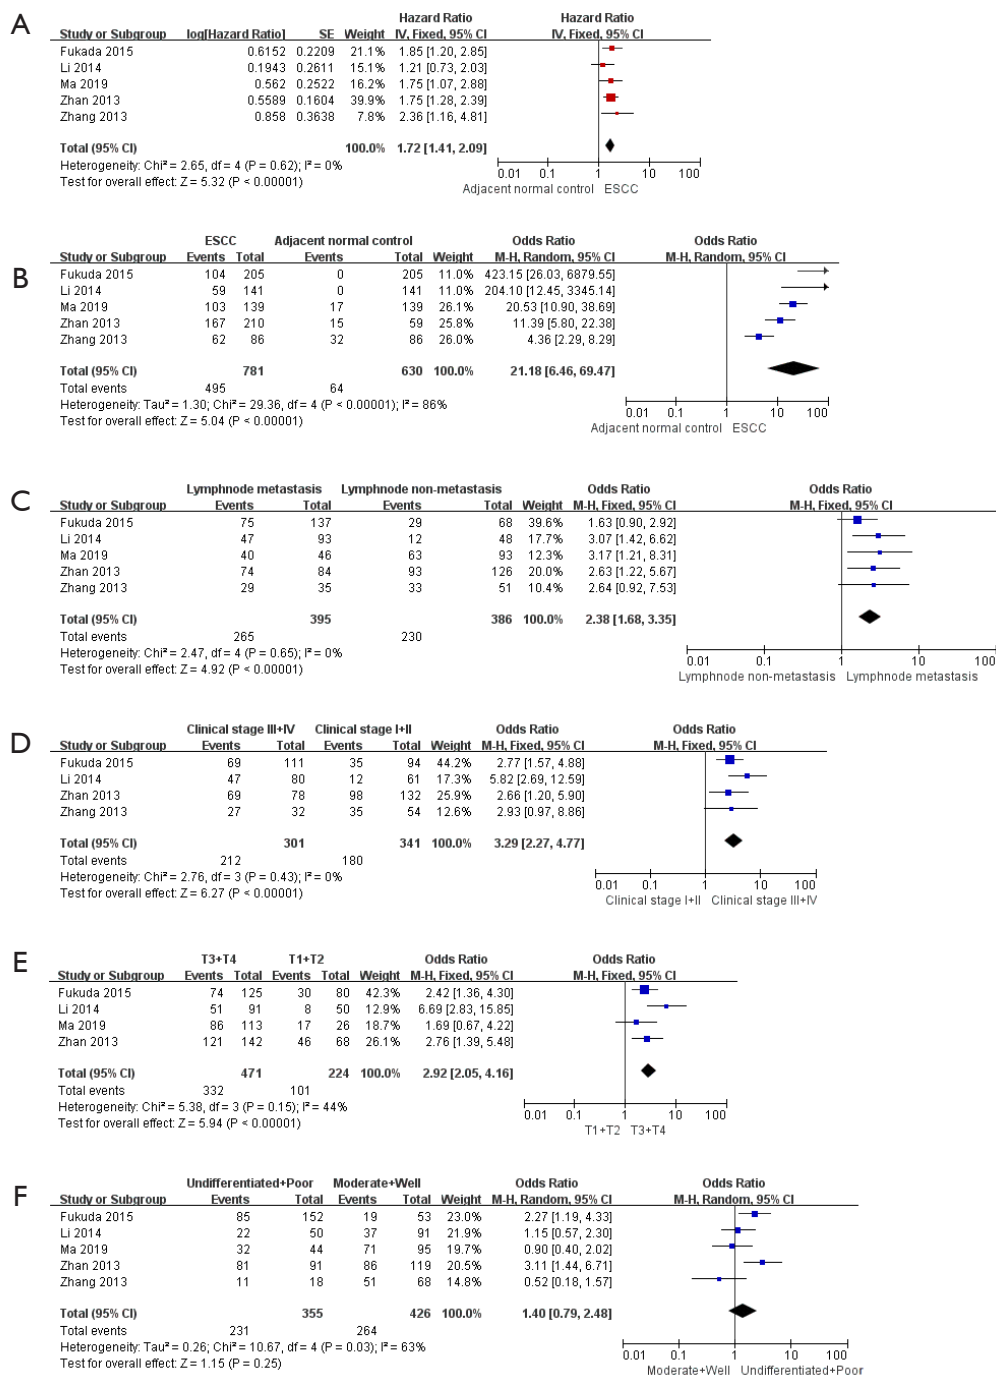 A
Hazard Ratio Hazard Ratio
Study or Subgroup log[Hazard Ratio] SE Weight IV, Fixed, 95% CI IV, Fixed, 95% CI
Fukada 2015 0.6152 0.2209 21.1% 1.85 [1.20, 2.85]
Li 2014 0.1943 0.2611 15.1% 1.21 [0.73, 2.03]
Ma 2019 0.562 0.2522 16.2% 1.75 [1.07, 2.88]
Zhan 2013 0.5589 0.1604 39.9% 1.75 [1.28, 2.39]
Zhang 2013 0.858 0.3638 7.8% 2.36 [1.16, 4.81]
Total (95% CI) 100.0% 1.72 [1.41, 2.09]
Heterogeneity: Chi² = 2.65, df = 4 (P = 0.62); I² = 0%
Test for overall effect: Z = 5.32 (P < 0.00001)
0.01 0.1 1 10 100
Adjacent normal control ESCC
B
ESCC Adjacent normal control Odds Ratio Odds Ratio
Study or Subgroup Events Total Events Total Weight M-H, Random, 95% CI M-H, Random, 95% CI
Fukuda 2015 104 205 0 205 11.0% 423.15 [26.03, 6879.55]
Li 2014 59 141 0 141 11.0% 204.10 [12.45, 3345.14]
Ma 2019 103 139 17 139 26.1% 20.53 [10.90, 38.69]
Zhan 2013 167 210 15 59 25.8% 11.39 [5.80, 22.38]
Zhang 2013 62 86 32 86 26.0% 4.36 [2.29, 8.29]
Total (95% CI) 781 630 100.0% 21.18 [6.46, 69.47]
Total events 495 64
Heterogeneity: Tau² = 1.30; Chi² = 29.36, df = 4 (P < 0.00001); I² = 86%
Test for overall effect: Z = 5.04 (P < 0.00001)
0.01 0.1 1 10 100
Adjacent normal control ESCC
C
Lymphnode metastasis Lymphnode non-metastasis Odds Ratio Odds Ratio
Study or Subgroup Events Total Events Total Weight M-H, Fixed, 95% CI M-H, Fixed, 95% CI
Fukuda 2015 75 137 29 68 39.6% 1.63 [0.90, 2.92]
Li 2014 47 93 12 48 17.7% 3.07 [1.42, 6.62]
Ma 2019 40 46 63 93 12.3% 3.17 [1.21, 8.31]
Zhan 2013 74 84 93 126 20.0% 2.63 [1.22, 5.67]
Zhang 2013 29 35 33 51 10.4% 2.64 [0.92, 7.53]
Total (95% CI) 395 386 100.0% 2.38 [1.68, 3.35]
Total events 265 230
Heterogeneity: Chi² = 2.47, df = 4 (P = 0.65); I² = 0%
Test for overall effect: Z = 4.92 (P < 0.00001)
0.01 0.1 1 10 100
Lymphnode non-metastasis Lymphnode metastasis
D
Clinical stage III+IV Clinical stage I+II Odds Ratio Odds Ratio
Study or Subgroup Events Total Events Total Weight M-H, Fixed, 95% CI M-H, Fixed, 95% CI
Fukuda 2015 69 111 35 94 44.2% 2.77 [1.57, 4.88]
Li 2014 47 80 12 61 17.3% 5.82 [2.69, 12.59]
Zhan 2013 69 78 98 132 25.9% 2.66 [1.20, 5.90]
Zhang 2013 27 32 35 54 12.6% 2.93 [0.97, 8.86]
Total (95% CI) 301 341 100.0% 3.29 [2.27, 4.77]
Total events 212 180
Heterogeneity: Chi² = 2.76, df = 3 (P = 0.43); I² = 0%
Test for overall effect: Z = 6.27 (P < 0.00001)
0.01 0.1 1 10 100
Clinical stage I+II Clinical stage III+IV
E
T3+T4 T1+T2 Odds Ratio Odds Ratio
Study or Subgroup Events Total Events Total Weight M-H, Fixed, 95% CI M-H, Fixed, 95% CI
Fukuda 2015 74 125 30 80 42.3% 2.42 [1.36, 4.30]
Li 2014 51 91 8 50 12.9% 6.69 [2.83, 15.85]
Ma 2019 86 113 17 26 18.7% 1.69 [0.67, 4.22]
Zhan 2013 121 142 46 68 26.1% 2.76 [1.39, 5.48]
Total (95% CI) 471 224 100.0% 2.92 [2.05, 4.16]
Total events 332 101
Heterogeneity: Chi² = 5.38, df = 3 (P = 0.15); I² = 44%
Test for overall effect: Z = 5.94 (P < 0.00001)
0.01 0.1 1 10 100
T1+T2 T3+T4
F
Undifferentiated+Poor Moderate+Well Odds Ratio Odds Ratio
Study or Subgroup Events Total Events Total Weight M-H, Random, 95% CI M-H, Random, 95% CI
Fukuda 2015 85 152 19 53 23.0% 2.27 [1.19, 4.33]
Li 2014 22 50 37 91 21.9% 1.15 [0.57, 2.30]
Ma 2019 32 44 71 95 19.7% 0.90 [0.40, 2.02]
Zhan 2013 81 91 86 119 20.5% 3.11 [1.44, 6.71]
Zhang 2013 11 18 51 68 14.8% 0.52 [0.18, 1.57]
Total (95% CI) 355 426 100.0% 1.40 [0.79, 2.48]
Total events 231 264
Heterogeneity: Tau² = 0.26; Chi² = 10.67, df = 4 (P = 0.03); I² = 63%
Test for overall effect: Z = 1.15 (P = 0.25)
0.01 0.1 1 10 100
Moderate+Well Undifferentiated+Poor